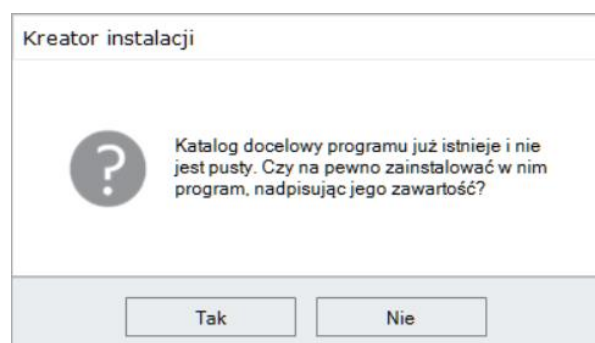 Kreator instalacji
Katalog docelowy programu już istnieje i nie
jest pusty. Czy na pewno zainstalować w nim
program, nadpisując jego zawartość?
Tak
Nie